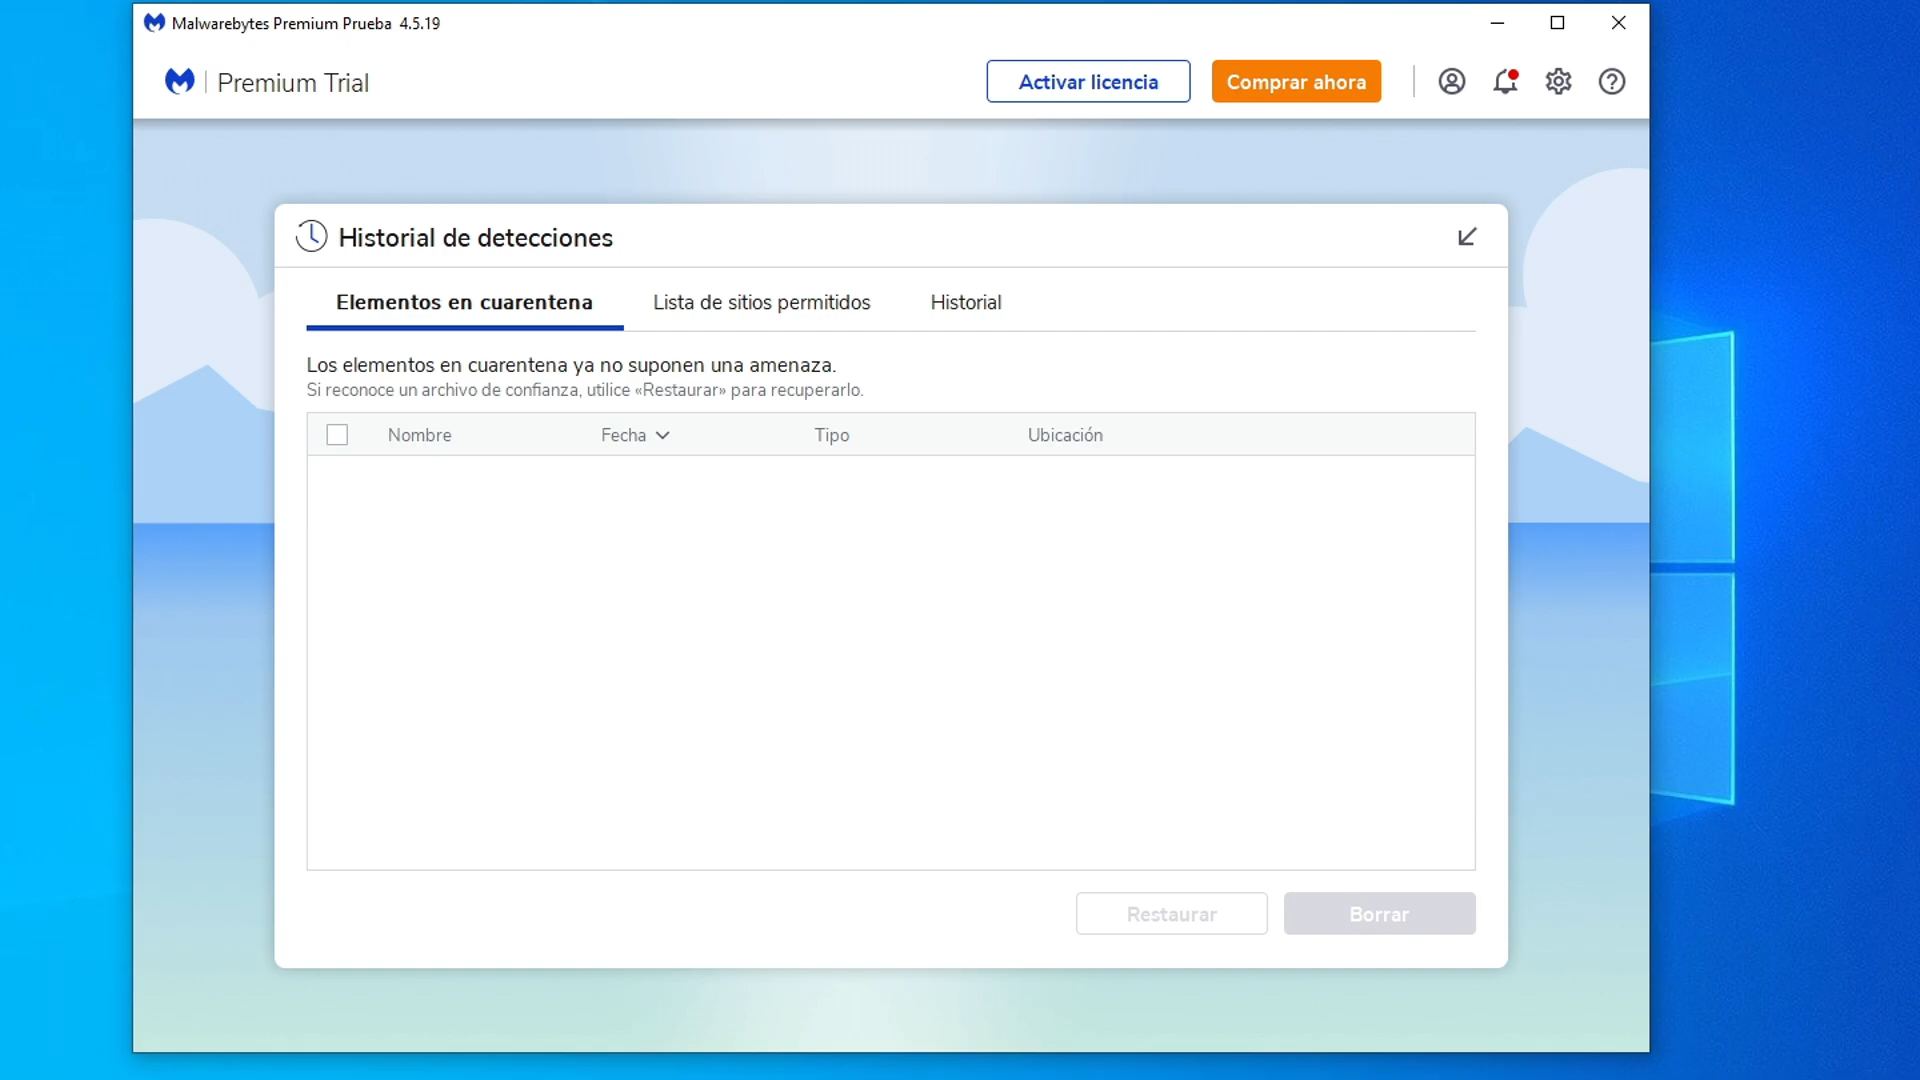 Malwarebytes Premium Prueba 4.5.19
Premium Trial
Activar licencia
Comprar ahora
Historial de detecciones
Elementos en cuarentena
Lista de sitios permitidos
Historial
Los elementos en cuarentena ya no suponen una amenaza.
Si reconoce un archivo de confianza, utilice «Restaurar» para recuperarlo.
Nombre
Fecha
Tipo
Ubicación
Restaurar
Borrar